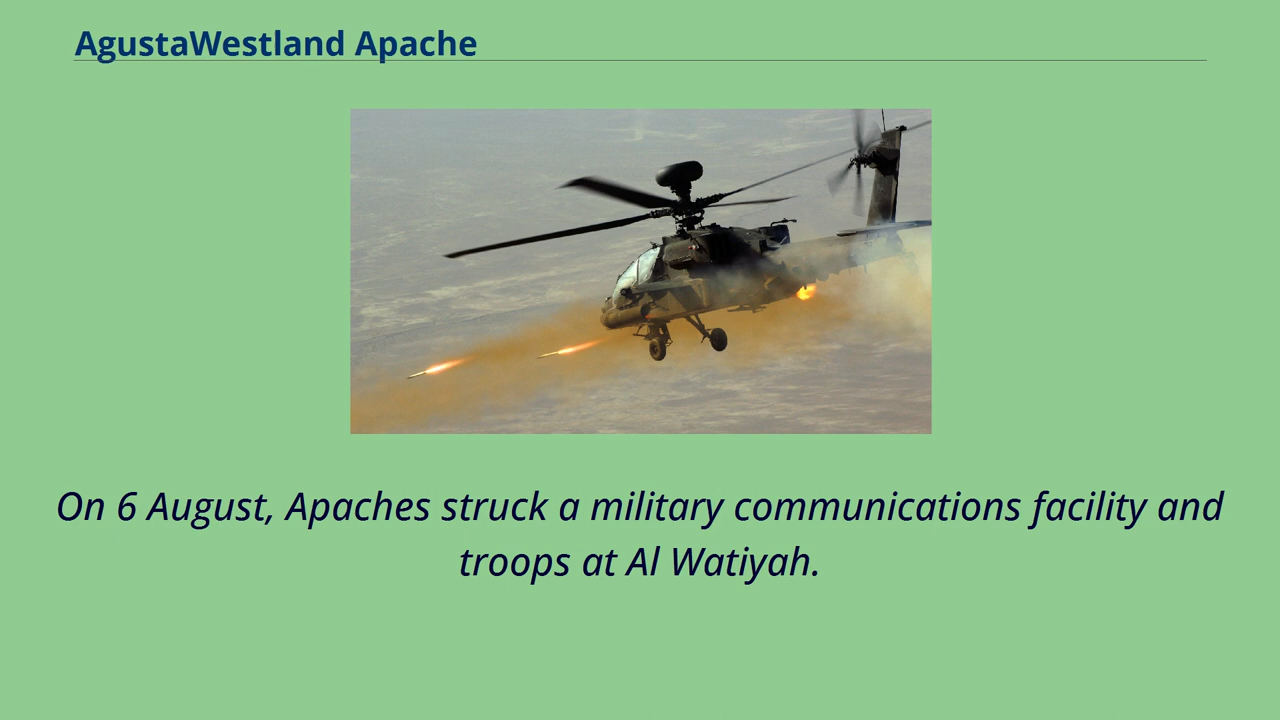 AgustaWestland Apache
On 6 August, Apaches struck a military communications facility and
troops at Al Watiyah.